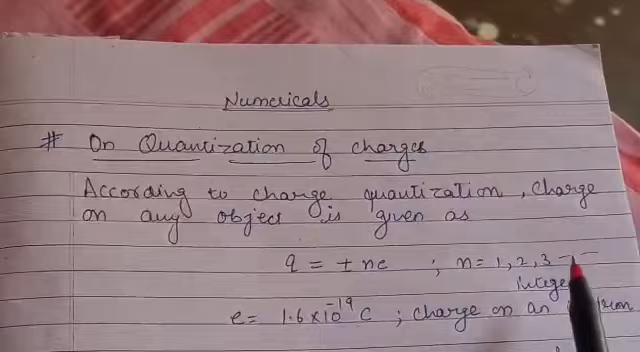 Numericals
# On Quantization of charges
According to charge quantization, charge
on any object is given as
q = + ne ; n = 1, 2, 3 --
e = 1.6 × 10⁻¹⁹ C ; charge on an